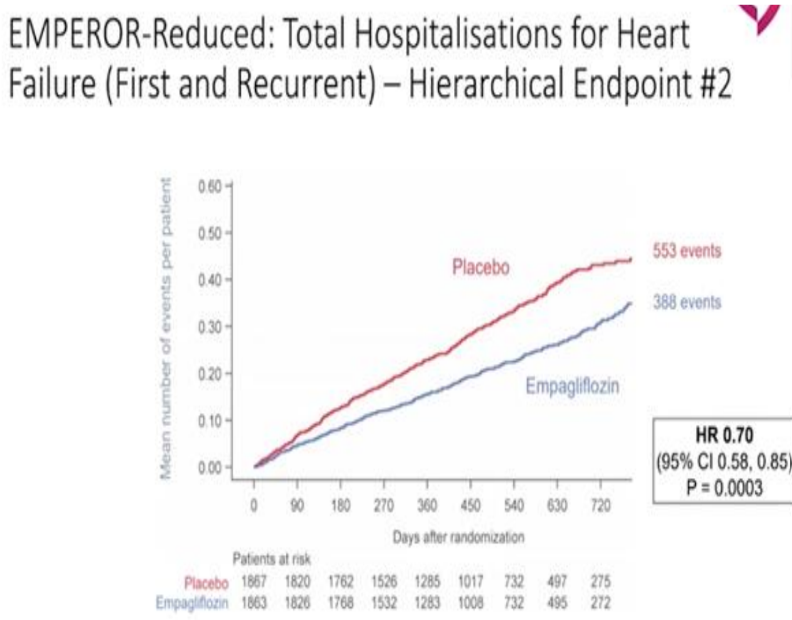 EMPEROR-Reduced: Total Hospitalisations for Heart
Failure (First and Recurrent) – Hierarchical Endpoint #2
Mean number of events per patient
0.60
0.50
0.40
0.30
0.20
0.10
0.00
Placebo
Empagliflozin
553 events
388 events
HR 0.70
(95% CI 0.58, 0.85)
P = 0.0003
0 90 180 270 360 450 540 630 720
Days after randomization
Patients at risk
Placebo 1867 1820 1762 1526 1285 1017 732 497 275
Empagliflozin 1863 1826 1768 1532 1283 1008 732 495 272